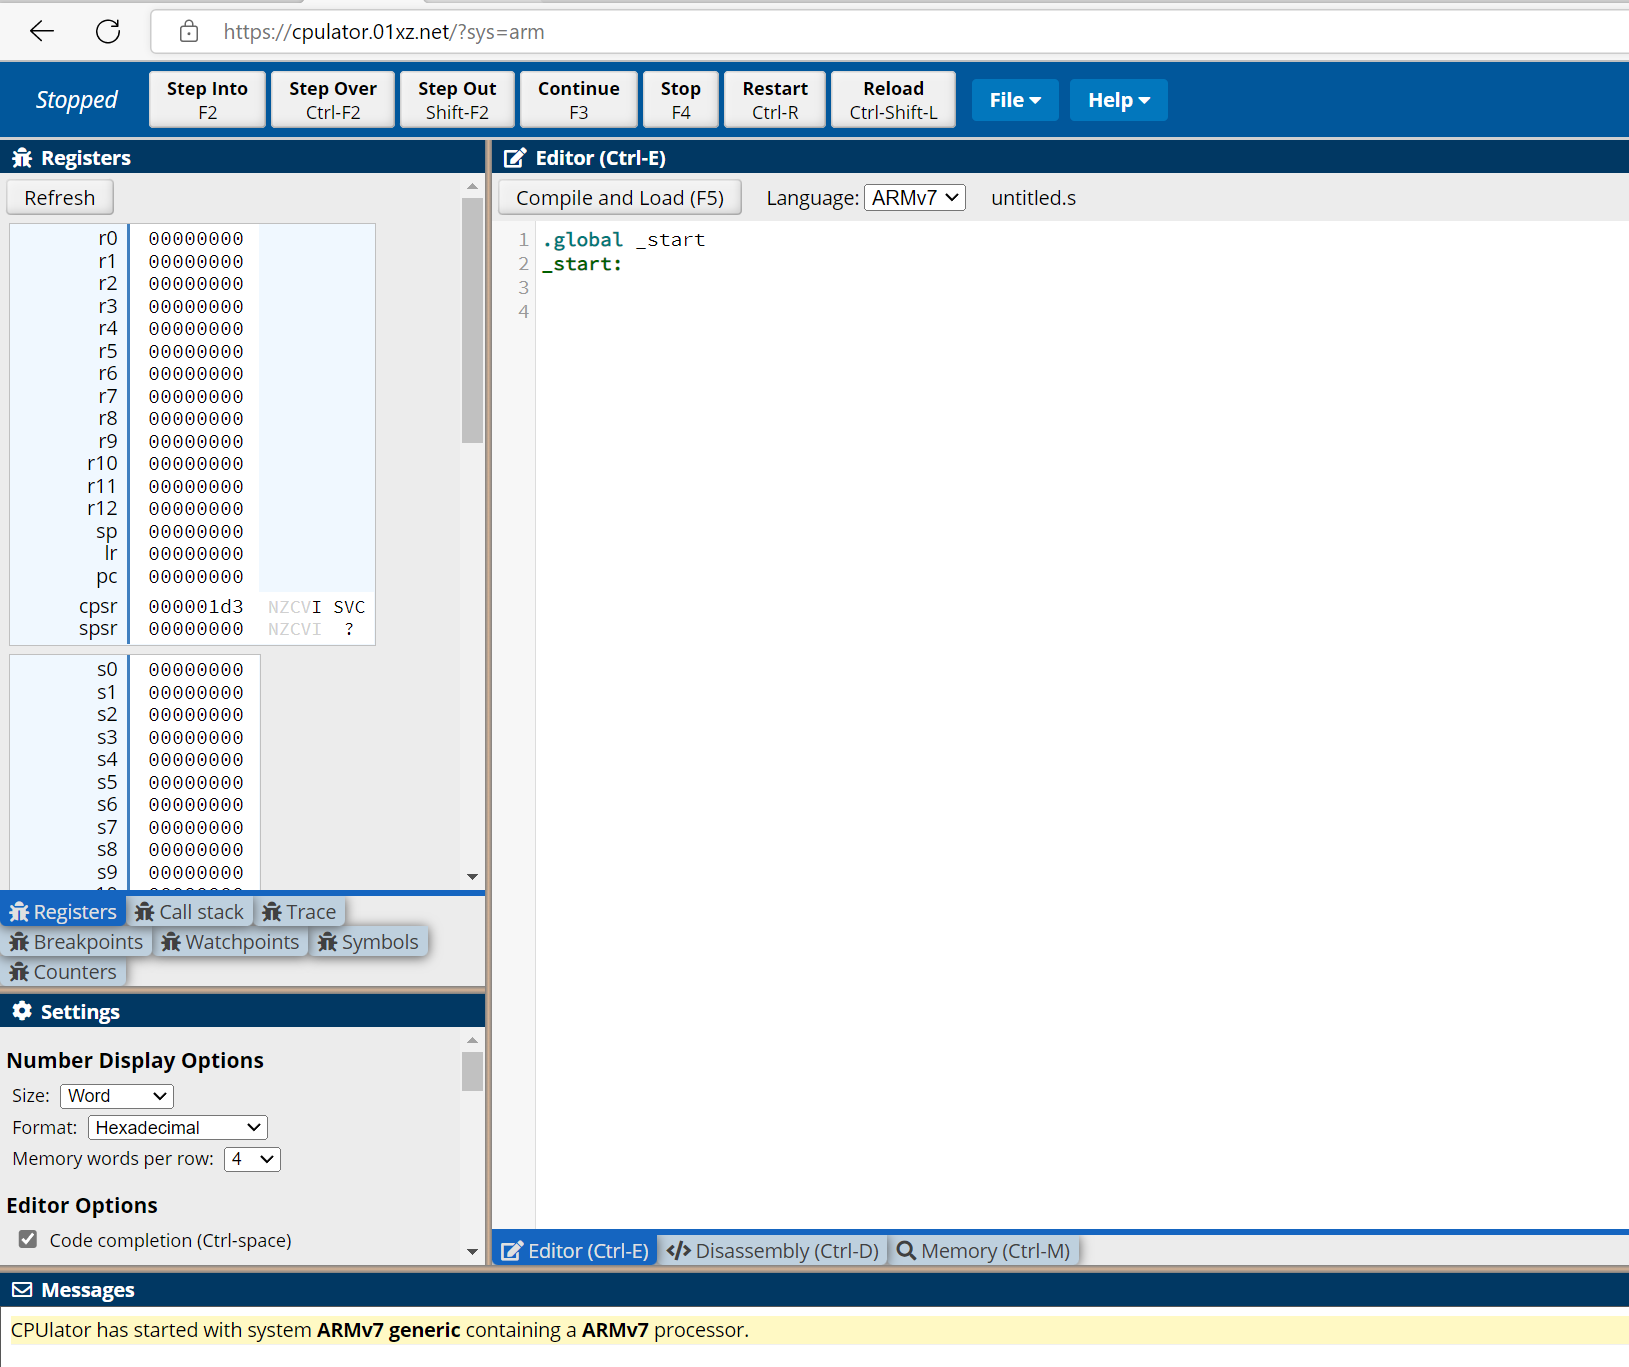 https://cpulator.01xz.net/?sys=arm
Stopped
Step Into
F2
Step Over
Ctrl-F2
Step Out
Shift-F2
Continue
F3
Stop
F4
Restart
Ctrl-R
Reload
Ctrl-Shift-L
File
Help
Registers
Refresh
r0 00000000
r1 00000000
r2 00000000
r3 00000000
r4 00000000
r5 00000000
r6 00000000
r7 00000000
r8 00000000
r9 00000000
r10 00000000
r11 00000000
r12 00000000
sp 00000000
lr 00000000
pc 00000000
cpsr 000001d3 NZCVI SVC
spsr 00000000 NZCVI ?
s0 00000000
s1 00000000
s2 00000000
s3 00000000
s4 00000000
s5 00000000
s6 00000000
s7 00000000
s8 00000000
s9 00000000
Registers Call stack Trace
Breakpoints Watchpoints Symbols
Counters
Settings
Number Display Options
Size: Word
Format: Hexadecimal
Memory words per row: 4
Editor Options
Code completion (Ctrl-space)
Editor (Ctrl-E)
Compile and Load (F5) Language: ARMv7 untitled.s
1 .global _start
2 _start:
3
4
Editor (Ctrl-E) Disassembly (Ctrl-D) Memory (Ctrl-M)
Messages
CPUlator has started with system ARMv7 generic containing a ARMv7 processor.